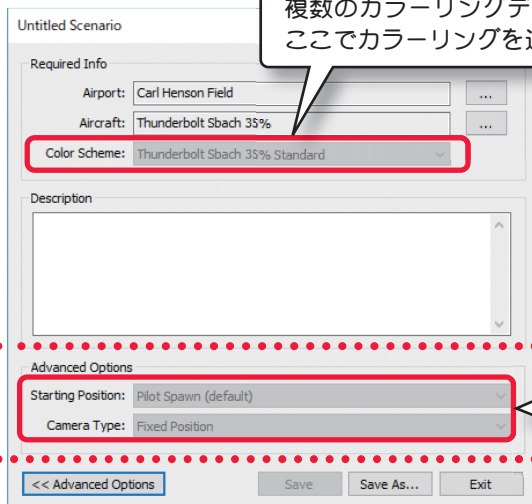 複数のカラーリングデ
ここでカラーリングを
Untitled Scenario
Required Info
Airport: Carl Henson Field ...
Aircraft: Thunderbolt Sbach 35% ...
Color Scheme: Thunderbolt Sbach 35% Standard
Description
Advanced Options
Starting Position: Pilot Spawn (default)
Camera Type: Fixed Position
<< Advanced Options Save Save As... Exit